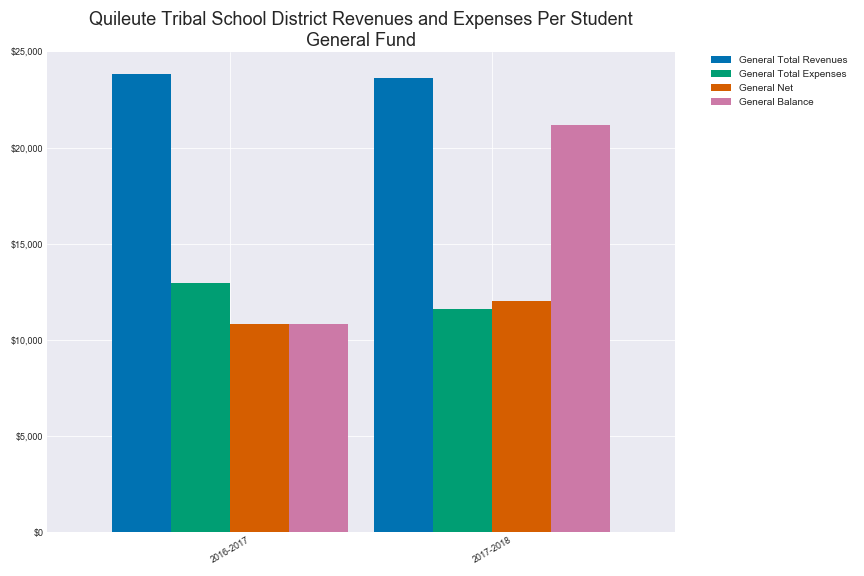 Quileute Tribal School District Revenues and Expenses Per Student
General Fund
$25,000
$20,000
$15,000
$10,000
$5,000
$0
2016-2017
2017-2018
General Total Revenues
General Total Expenses
General Net
General Balance